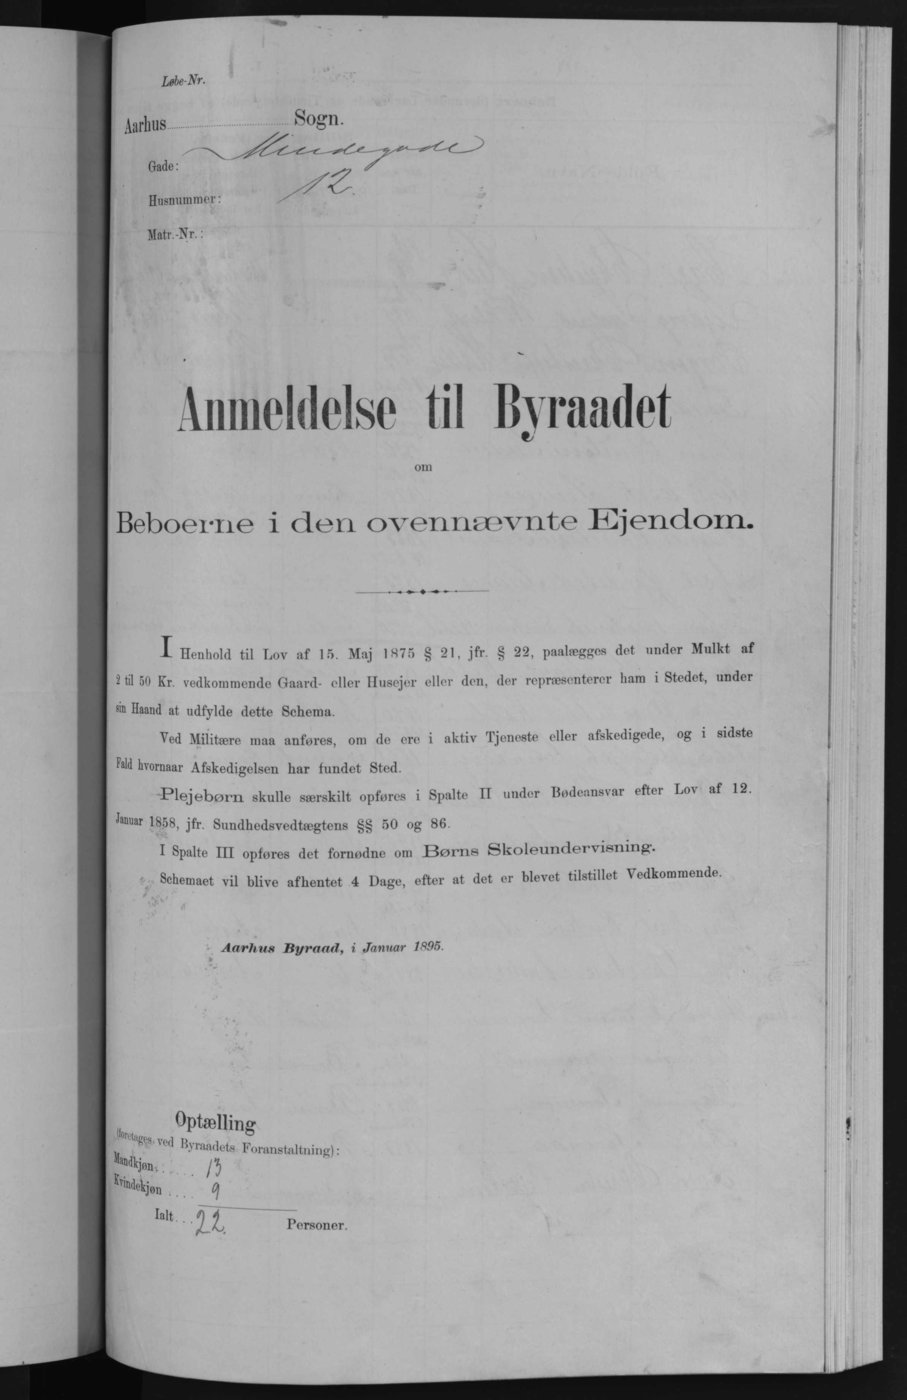 Løbe-Nr.
Aarhus Sogn.
Gade: Mindegade
Husnummer: 12.
Matr.-Nr.:
Anmeldelse til Byraadet
om
Beboerne i den ovennævnte Ejendom.
I Henhold til Lov af 15. Maj 1875 § 21, jfr. § 22, paalægges det under Mulkt af
2 til 50 Kr. vedkommende Gaard- eller Husejer eller den, der repræsenterer ham i Stedet, under
sin Haand at udfylde dette Schema.
Ved Militære maa anføres, om de ere i aktiv Tjeneste eller afskedigede, og i sidste
Fald hvornaar Afskedigelsen har fundet Sted.
Plejebørn skulle særskilt opføres i Spalte II under Bødeansvar efter Lov af 12.
Januar 1858, jfr. Sundhedsvedtægtens §§ 50 og 86.
I Spalte III opføres det fornødne om Børns Skoleundervisning.
Schemaet vil blive afhentet 4 Dage, efter at det er blevet tilstillet Vedkommende.
Aarhus Byraad, i Januar 1895.
Optælling
(foretages ved Byraadets Foranstaltning):
Mandkjøn . . . . . 13
Kvindekjøn . . . . 9
Ialt . . . 22. Personer.